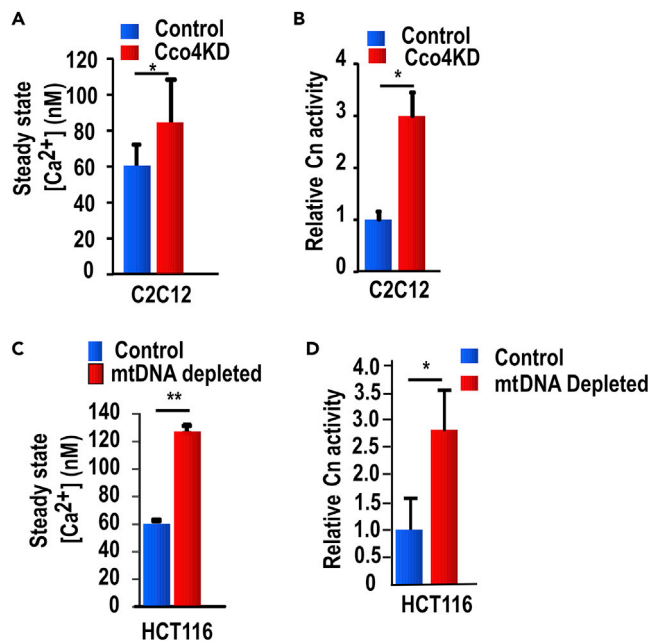 A
Control
Cco4KD
*
120
100
80
60
40
20
0
Steady state
[Ca2+] (nM)
C2C12
B
Control
Cco4KD
*
4
3
2
1
0
Relative Cn activity
C2C12
C
Control
mtDNA depleted
**
140
120
100
80
60
40
20
0
Steady state
[Ca2+] (nM)
HCT116
D
Control
mtDNA Depleted
*
4.0
3.5
3.0
2.5
2.0
1.5
1.0
0.5
0
Relative Cn activity
HCT116